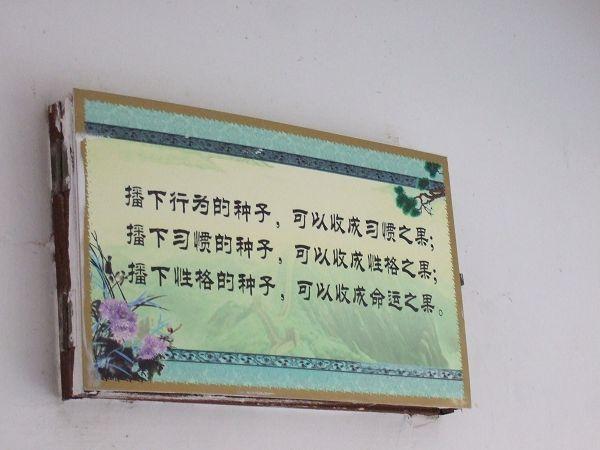 播下行为的种子，可以收成习惯之果；
播下习惯的种子，可以收成性格之果；
播下性格的种子，可以收成命运之果。